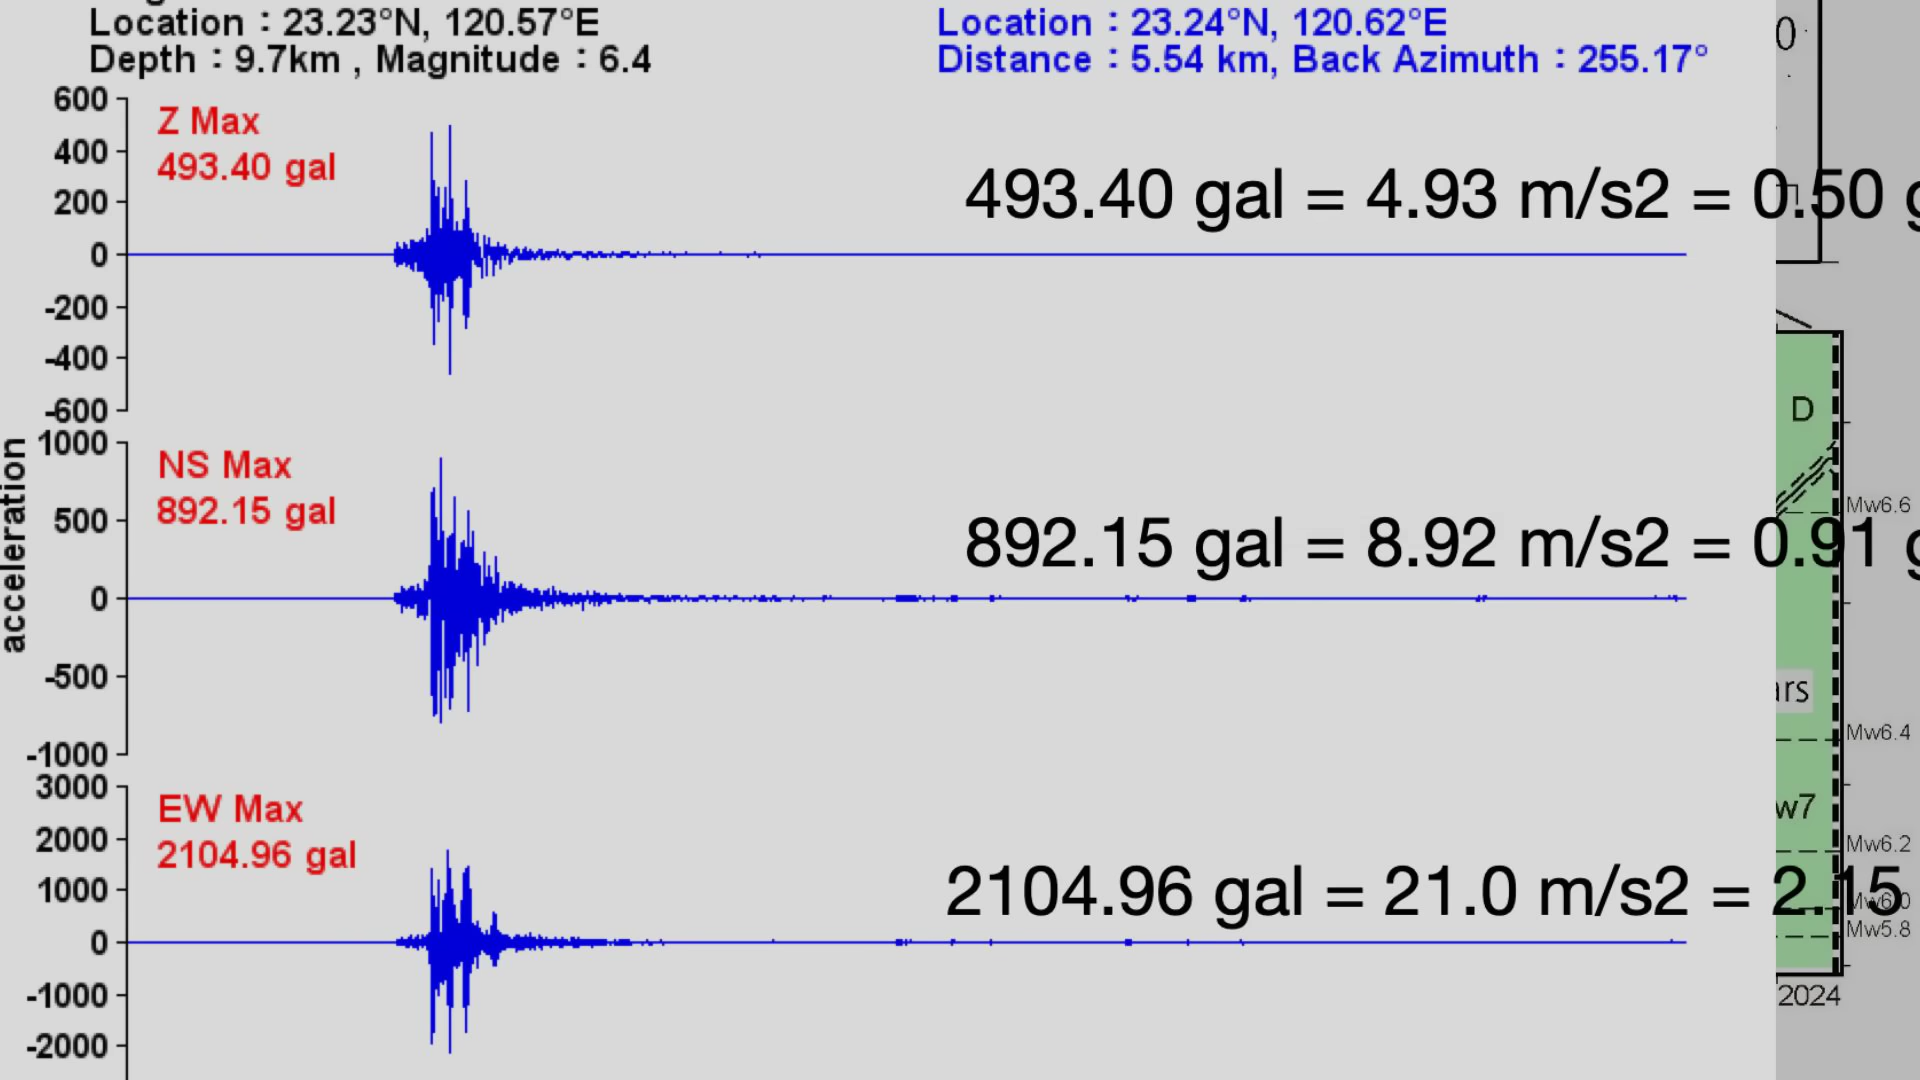 Location : 23.23°N, 120.57°E
Depth : 9.7km , Magnitude : 6.4
Location : 23.24°N, 120.62°E
Distance : 5.54 km, Back Azimuth : 255.17°
600
400
200
0
-200
-400
-600
Z Max
493.40 gal
493.40 gal = 4.93 m/s2 = 0.50 g
acceleration
1000
500
0
-500
-1000
NS Max
892.15 gal
892.15 gal = 8.92 m/s2 = 0.91 g
3000
2000
1000
0
-1000
-2000
EW Max
2104.96 gal
2104.96 gal = 21.0 m/s2 = 2.15
0
D
Mw6.6
ars
Mw6.4
w7
Mw6.2
Mw6.0
Mw5.8
2024